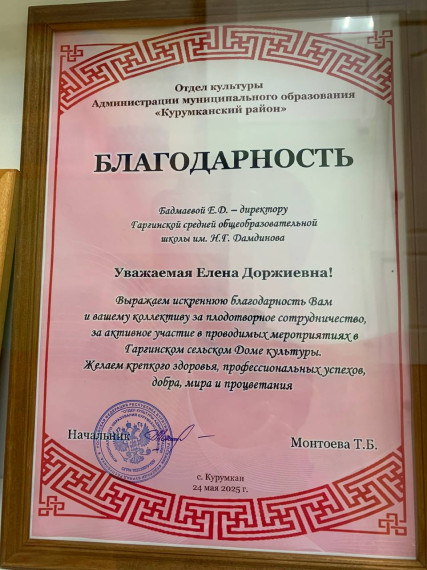 Отдел культуры
Администрации муниципального образования
«Курумканский район»
БЛАГОДАРНОСТЬ
Бадмаевой Е.Д. – директору
Гаргинской средней общеобразовательной
школы им. Н.Г. Дамдинова
Уважаемая Елена Доржиевна!
Выражаем искреннюю благодарность Вам
и вашему коллективу за плодотворное сотрудничество,
за активное участие в проводимых мероприятиях в
Гаргинском сельском Доме культуры.
Желаем крепкого здоровья, профессиональных успехов,
добра, мира и процветания
Начальник
Монтоева Т.Б.
с. Курумкан
24 мая 2025 г.